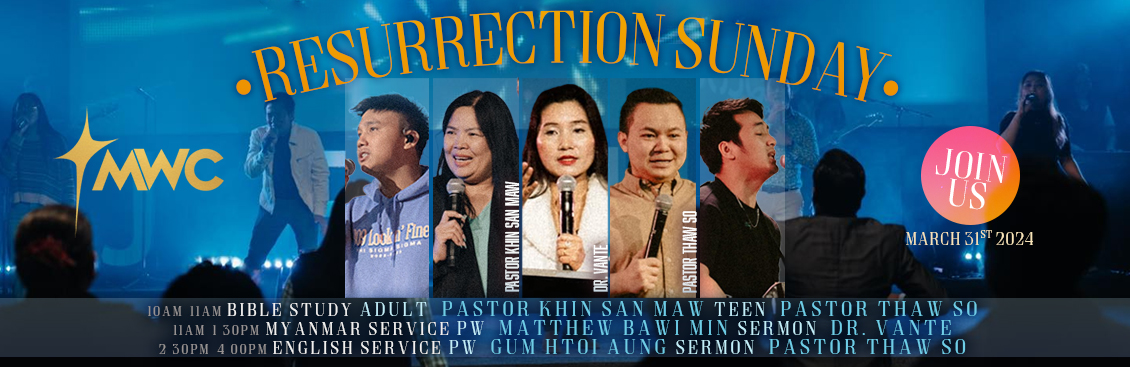 •RESURRECTION SUNDAY•
MWC
JOIN
US
MARCH 31ST 2024
PASTOR KHIN SAN MAW
DR. VANTE
PASTOR THAW SO
Lookin' Fine
SIGMA SIGMA
10AM 11AM BIBLE STUDY ADULT PASTOR KHIN SAN MAW TEEN PASTOR THAW SO
11AM 1 30PM MYANMAR SERVICE PW MATTHEW BAWI MIN SERMON DR. VANTE
2 30PM 4 00PM ENGLISH SERVICE PW GUM HTOI AUNG SERMON PASTOR THAW SO